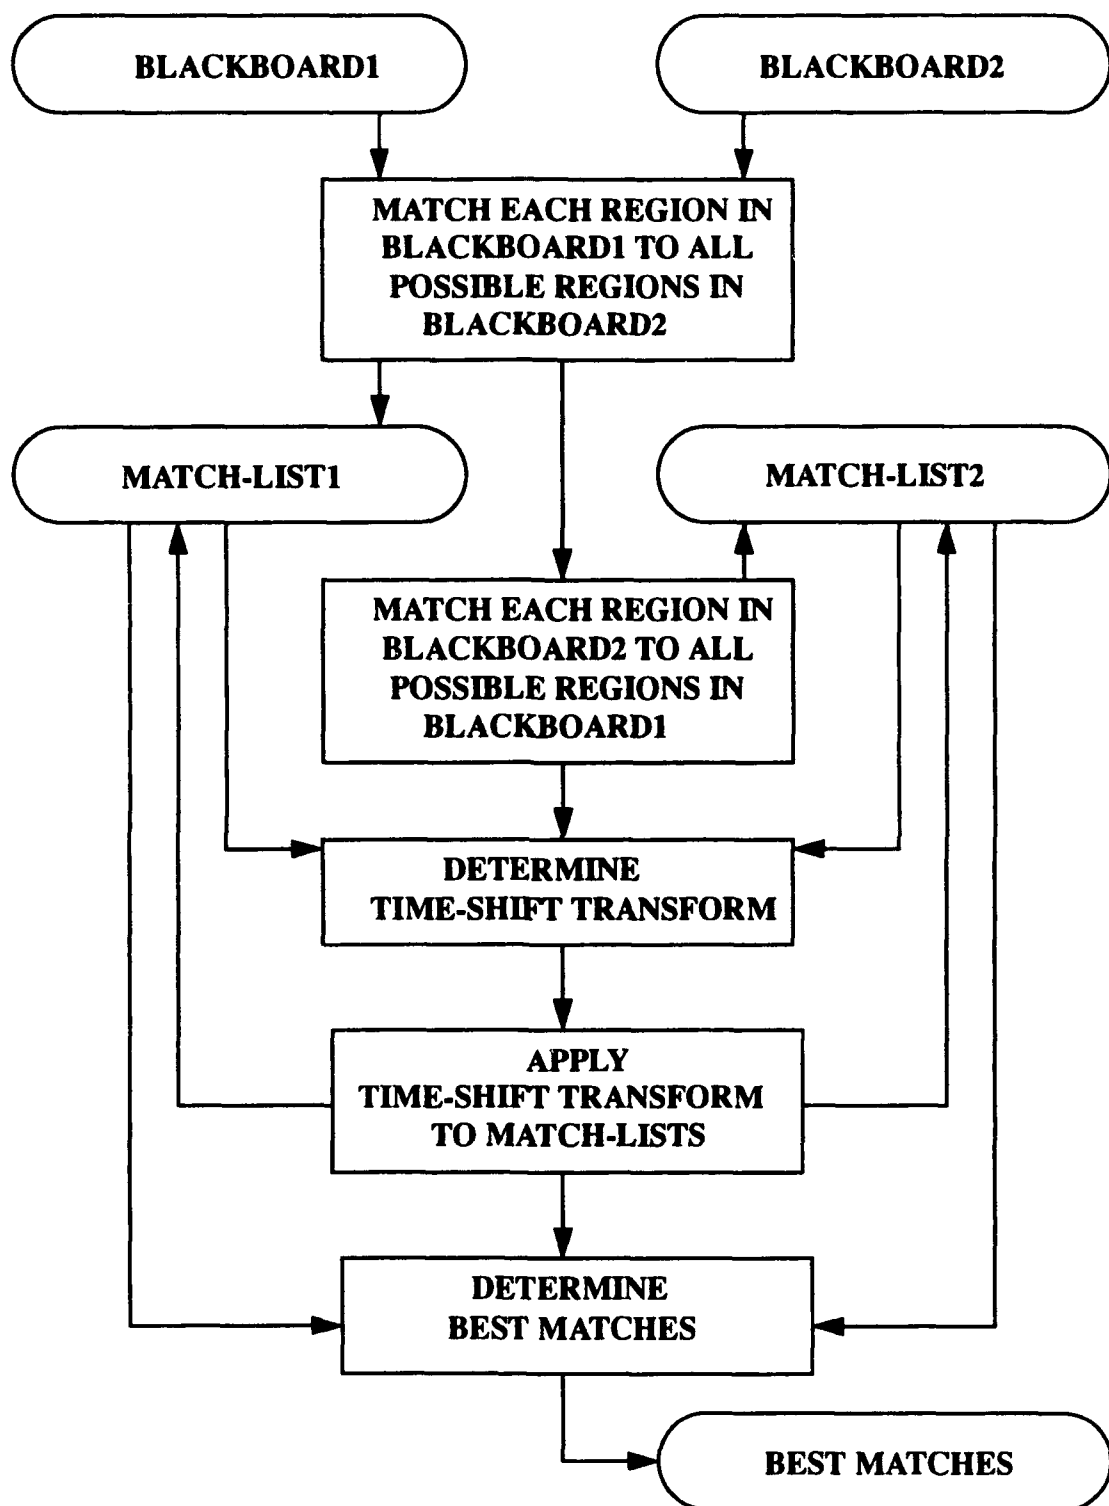 BLACKBOARD1
BLACKBOARD2
MATCH EACH REGION IN
BLACKBOARD1 TO ALL
POSSIBLE REGIONS IN
BLACKBOARD2
MATCH-LIST1
MATCH-LIST2
MATCH EACH REGION IN
BLACKBOARD2 TO ALL
POSSIBLE REGIONS IN
BLACKBOARD1
DETERMINE
TIME-SHIFT TRANSFORM
APPLY
TIME-SHIFT TRANSFORM
TO MATCH-LISTS
DETERMINE
BEST MATCHES
BEST MATCHES